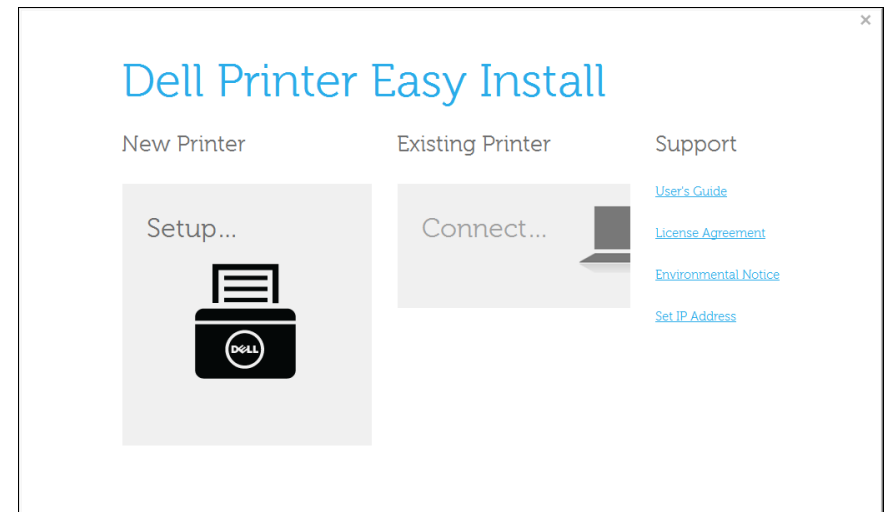 ×
Dell Printer Easy Install
New Printer
Setup...
DELL
Existing Printer
Connect...
Support
User's Guide
License Agreement
Environmental Notice
Set IP Address